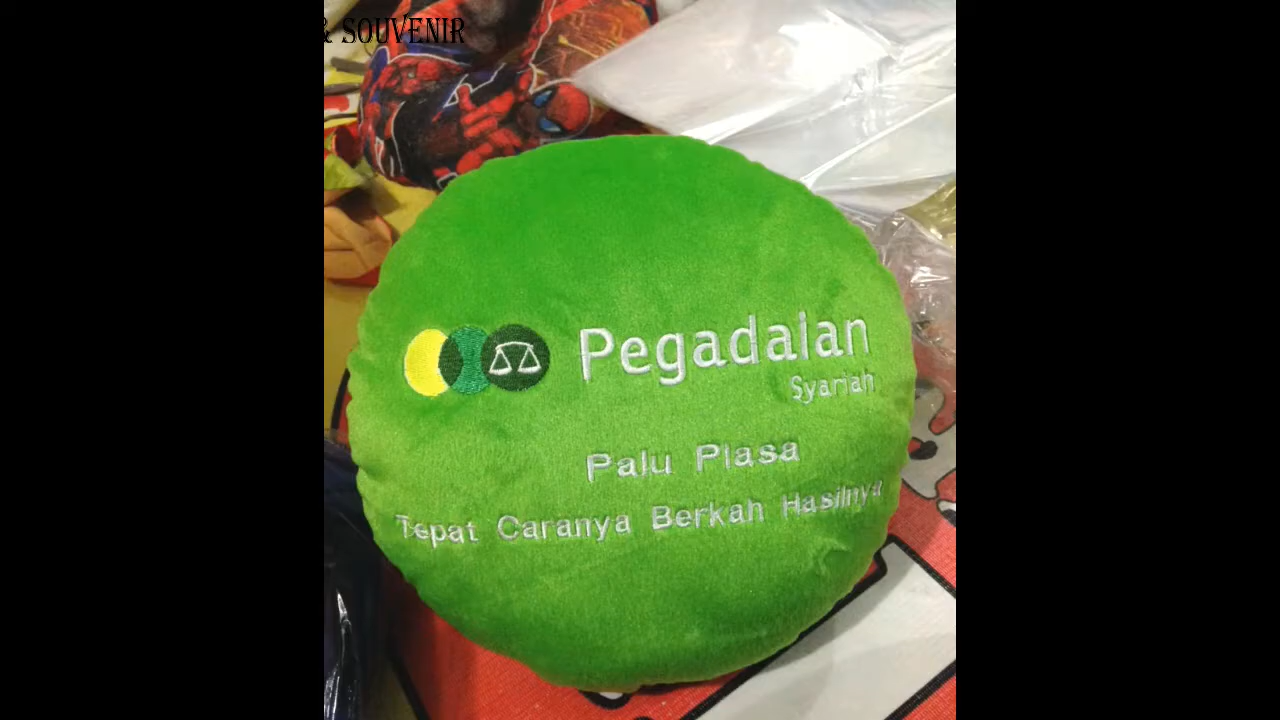 & SOUVENIR
Pegadaian
Syariah
Palu Plasa
Tepat Caranya Berkah Hasilnya